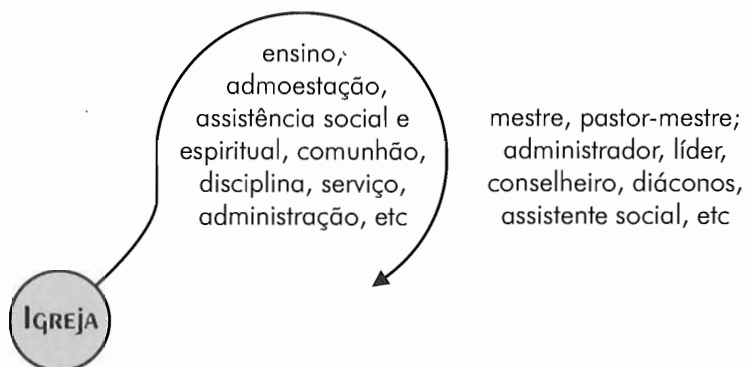 ensino,
admoestação,
assistência social e
espiritual, comunhão,
disciplina, serviço,
administração, etc
mestre, pastor-mestre;
administrador, líder,
conselheiro, diáconos,
assistente social, etc
IGREJA